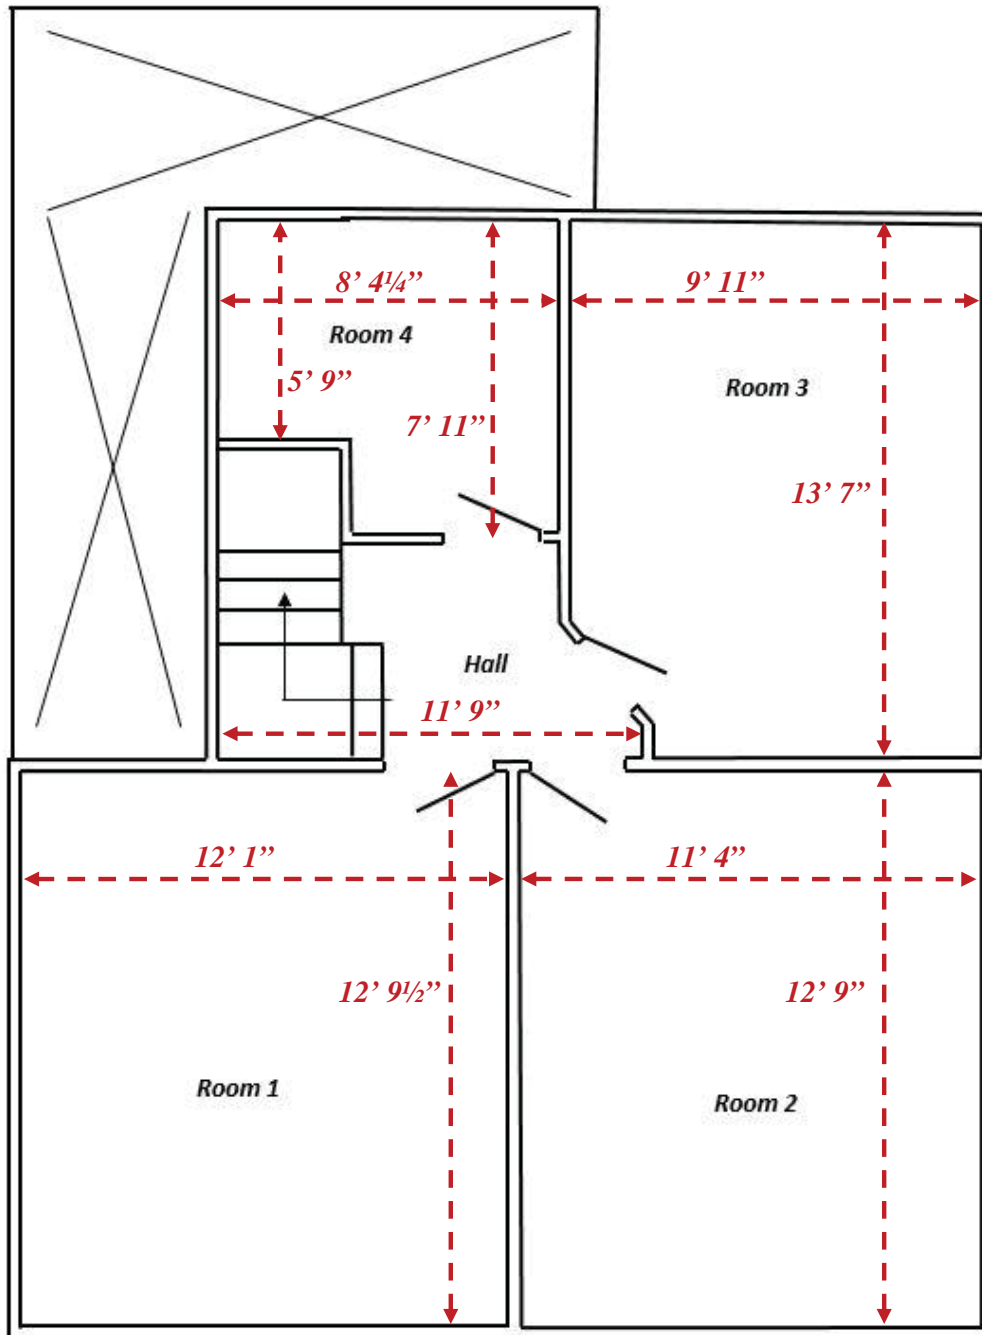 8’ 4¼”
9’ 11”
Room 4
5’ 9”
Room 3
7’ 11”
13’ 7”
Hall
11’ 9”
12’ 1”
11’ 4”
12’ 9½”
12’ 9”
Room 1
Room 2